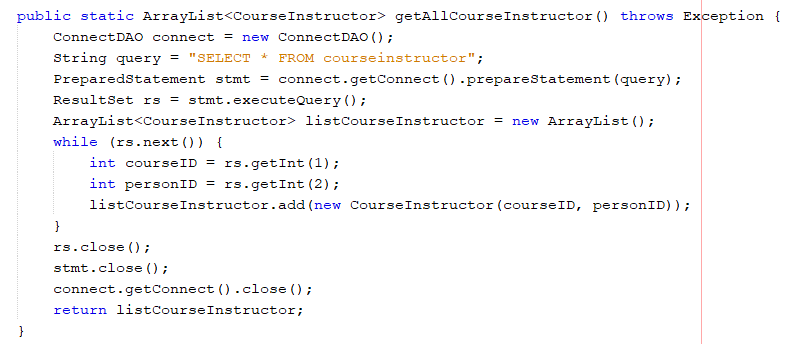 public static ArrayList<CourseInstructor> getAllCourseInstructor() throws Exception {
    ConnectDAO connect = new ConnectDAO();
    String query = "SELECT * FROM courseinstructor";
    PreparedStatement stmt = connect.getConnect().prepareStatement(query);
    ResultSet rs = stmt.executeQuery();
    ArrayList<CourseInstructor> listCourseInstructor = new ArrayList();
    while (rs.next()) {
        int courseID = rs.getInt(1);
        int personID = rs.getInt(2);
        listCourseInstructor.add(new CourseInstructor(courseID, personID));
    }
    rs.close();
    stmt.close();
    connect.getConnect().close();
    return listCourseInstructor;
}